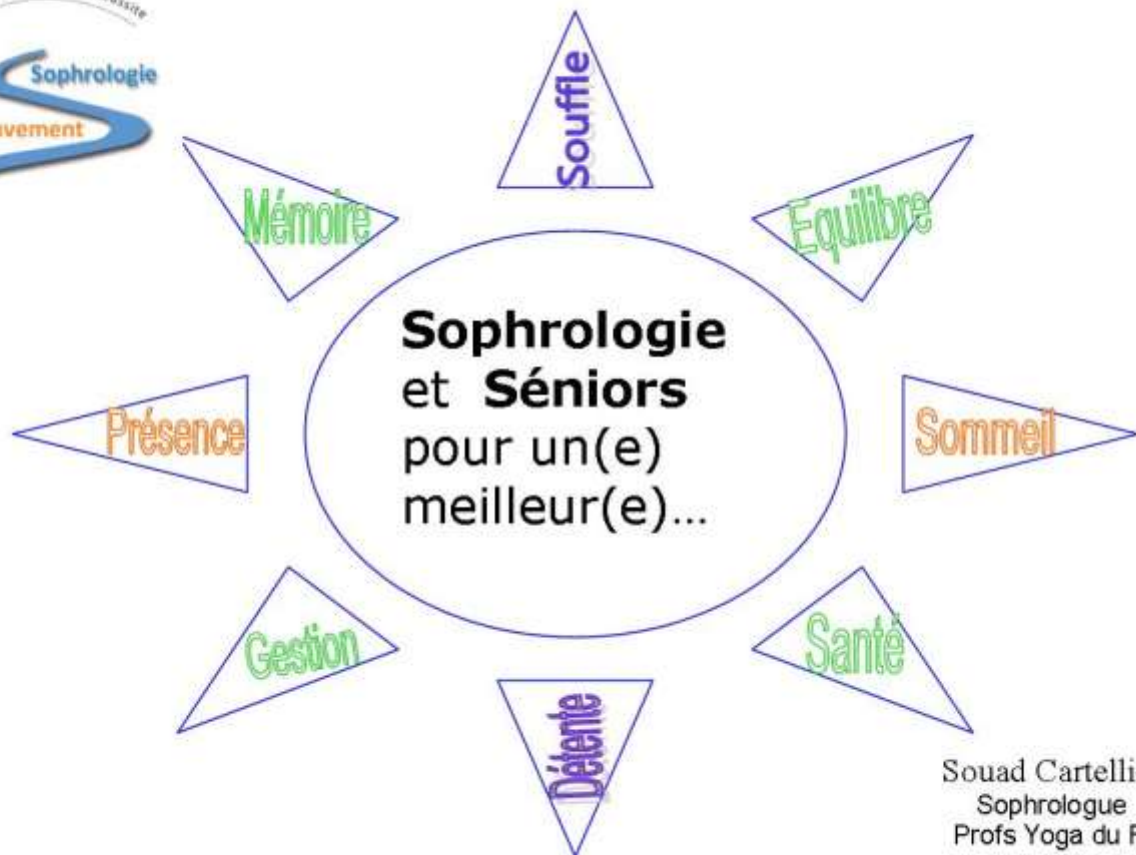 Sophrologie
Souffle
Mémoire
Equilibre
Sophrologie
et Séniors
pour un(e)
meilleur(e)...
Présence
Sommeil
Gestion
Santé
Détente
Souad Cartelli
Sophrologue
Profs Yoga du